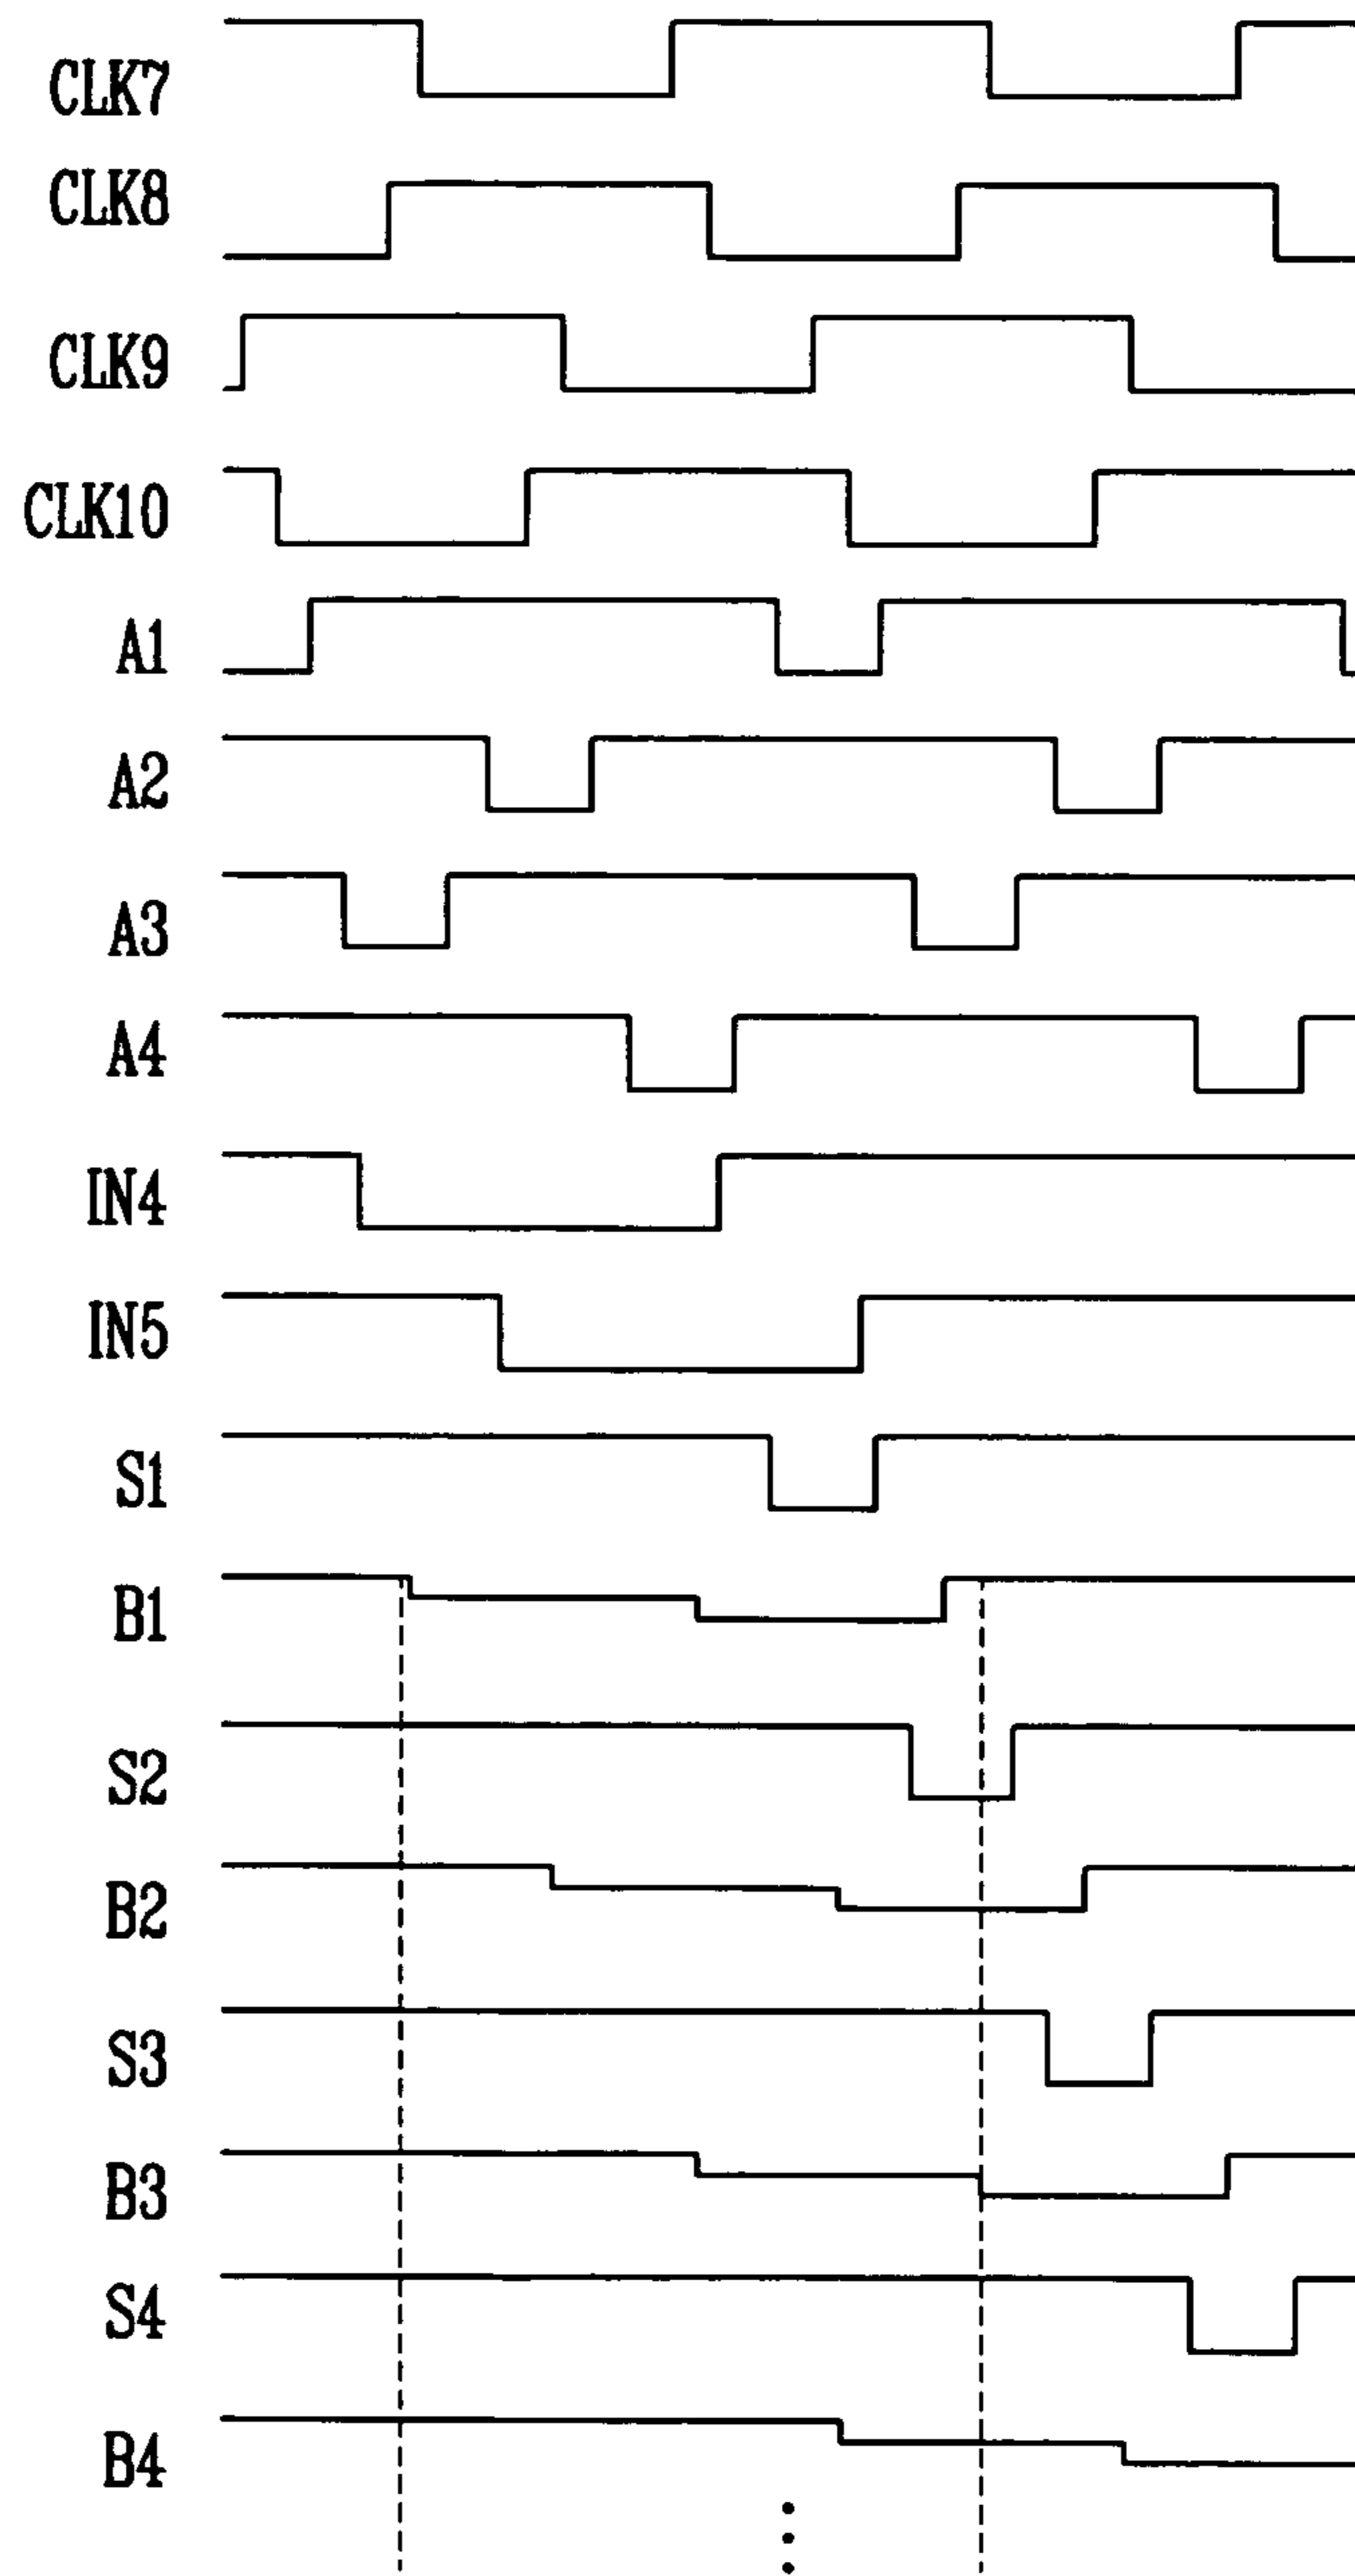 CLK7
CLK8
CLK9
CLK10
A1
A2
A3
A4
IN4
IN5
S1
B1
S2
B2
S3
B3
S4
B4